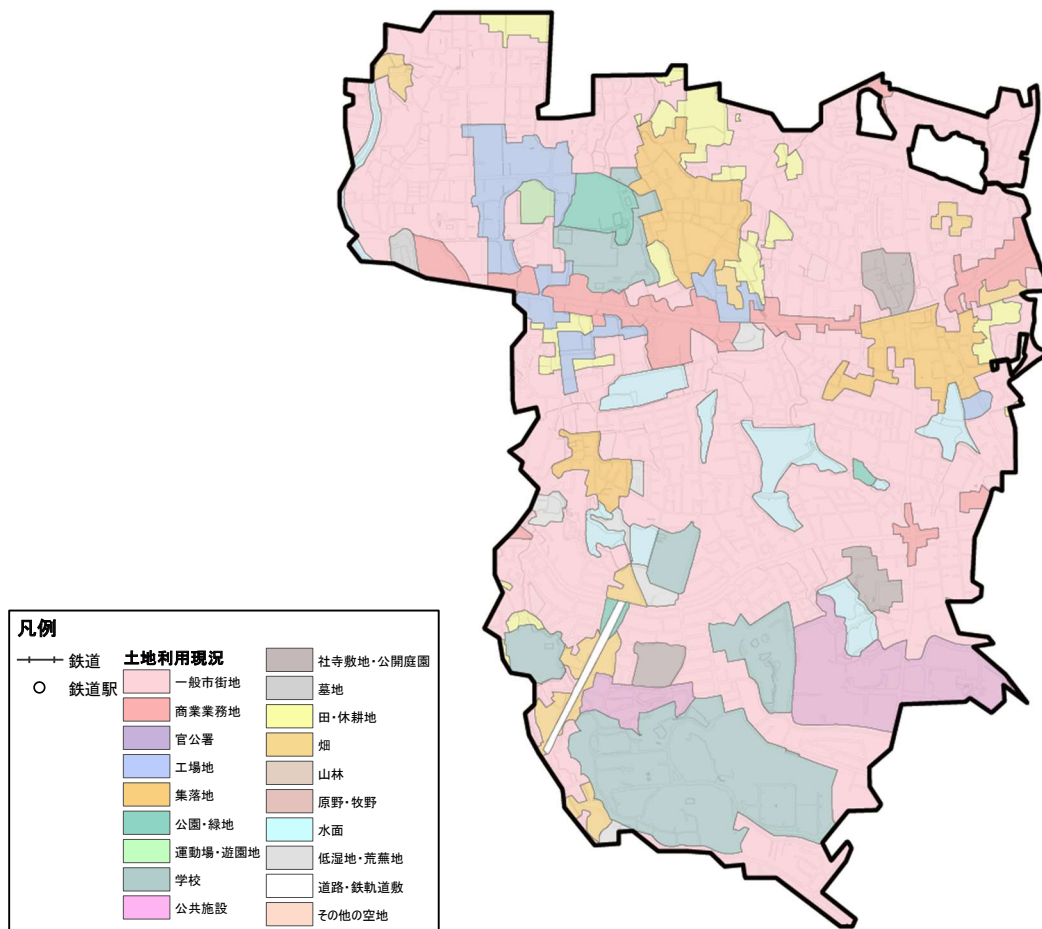 凡例
鉄道
鉄道駅
土地利用現況
一般市街地
商業業務地
官公署
工場地
集落地
公園・緑地
運動場・遊園地
学校
公共施設
社寺敷地・公開庭園
墓地
田・休耕地
畑
山林
原野・牧野
水面
低湿地・荒蕪地
道路・鉄軌道敷
その他の空地